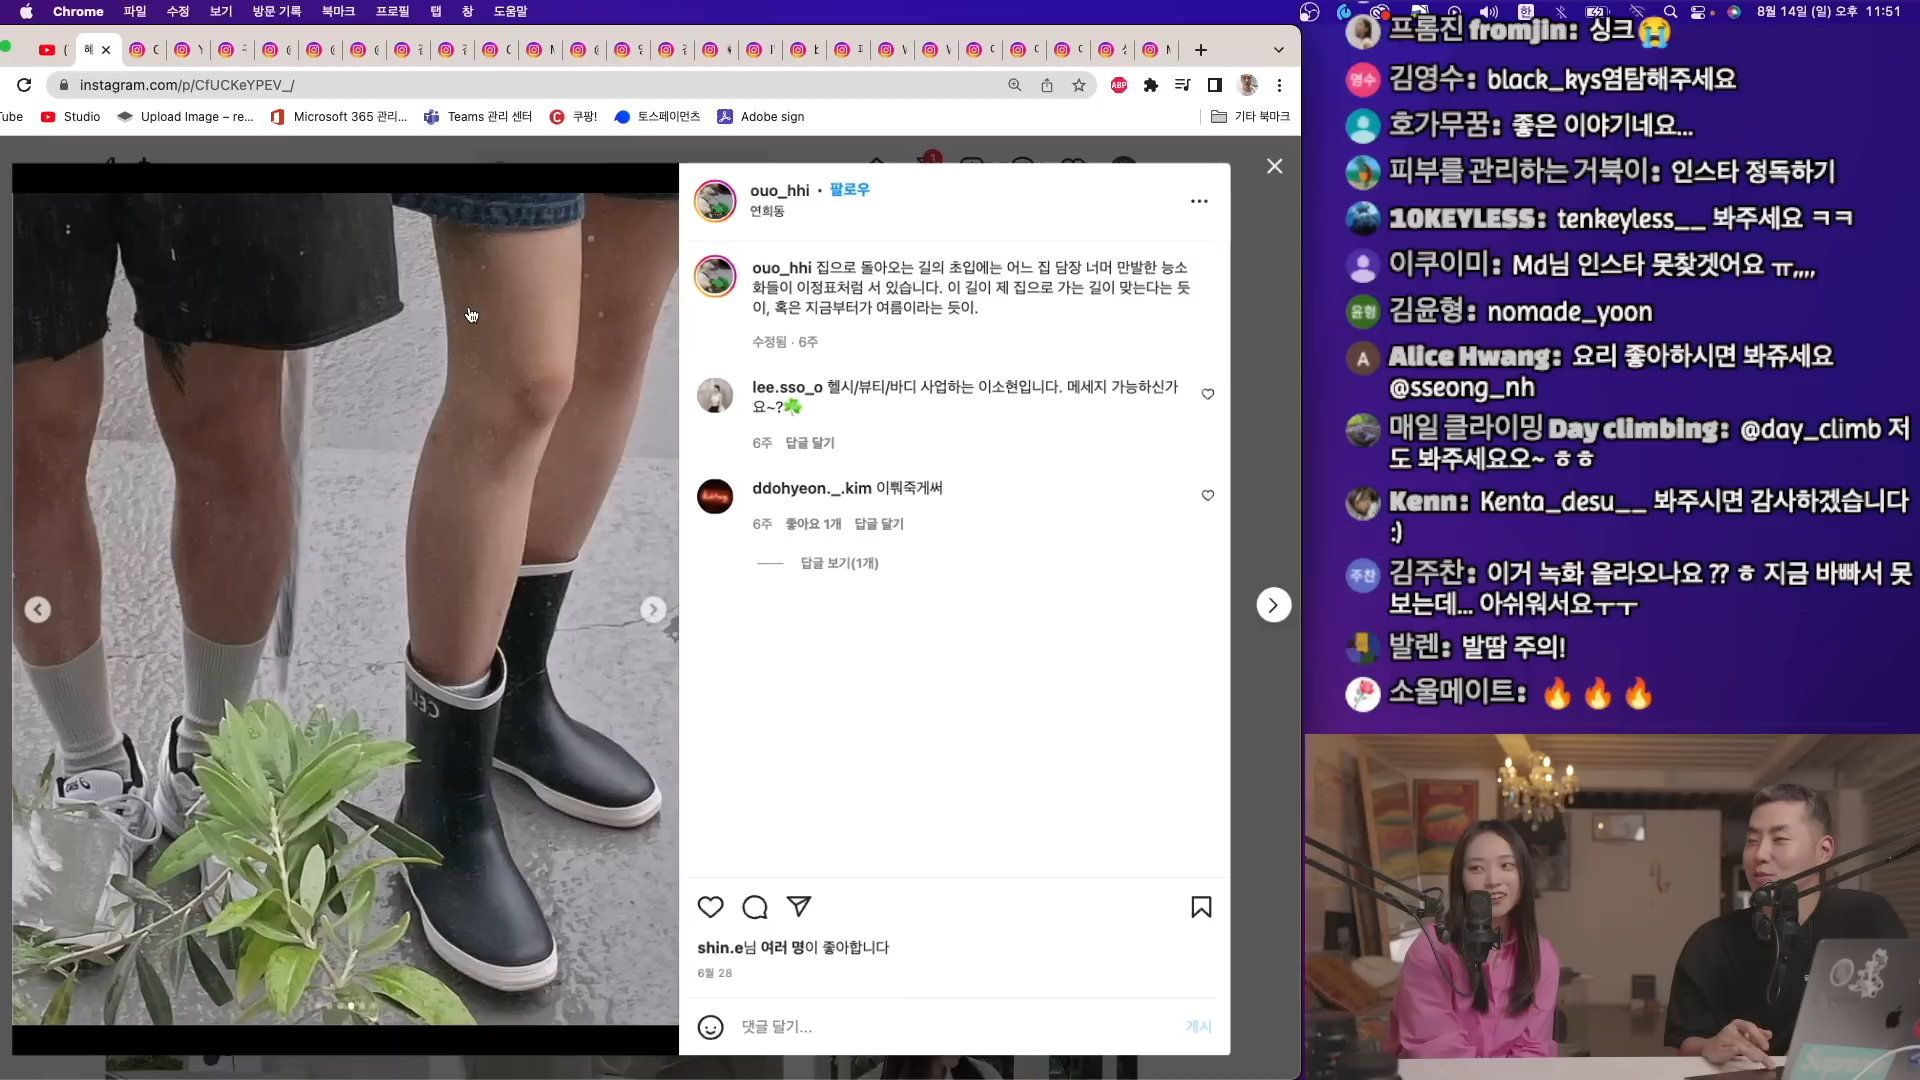 Chrome 파일 수정 보기 방문 기록 북마크 프로필 탭 창 도움말
한 8월 14일 (일) 오후 11:51
instagram.com/p/CfUCKeYPEV_/
ABP
Studio Upload Image – re... Microsoft 365 관리... Teams 관리 센터 쿠팡! 토스페이먼츠 Adobe sign 기타 북마크
1
ouo_hhi • 팔로우
연희동
ouo_hhi 집으로 돌아오는 길의 초입에는 어느 집 담장 너머 만발한 능소
화들이 이정표처럼 서 있습니다. 이 길이 제 집으로 가는 길이 맞는다는 듯
이, 혹은 지금부터가 여름이라는 듯이.
수정됨 · 6주
lee.sso_o 헬시/뷰티/바디 사업하는 이소현입니다. 메세지 가능하신가
요~?☘️
6주 답글 달기
ddohyeon._.kim 이쀄죽게써
6주 좋아요 1개 답글 달기
답글 보기(1개)
shin.e님 여러 명이 좋아합니다
6월 28
댓글 달기...
게시
프롬진 fromjin: 싱크😭
영수 김영수: black_kys염탐해주세요
호가무꿈: 좋은 이야기네요...
피부를 관리하는 거북이: 인스타 정독하기
10KEYLESS: tenkeyless__ 봐주세요 ㅋㅋ
이쿠이미: Md님 인스타 못찾겟어요 ㅠ,,,,
윤형 김윤형: nomade_yoon
A Alice Hwang: 요리 좋아하시면 봐쥬세요
@sseong_nh
매일 클라이밍 Day climbing: @day_climb 저
도 봐주세요오~ ㅎㅎ
Kenn: Kenta_desu__ 봐주시면 감사하겠습니다
:)
주찬 김주찬: 이거 녹화 올라오나요 ?? ㅎ 지금 바빠서 못
보는데... 아쉬워서요ㅜㅜ
발렌: 발땀 주의!
소울메이트: 🔥🔥🔥
Supreme